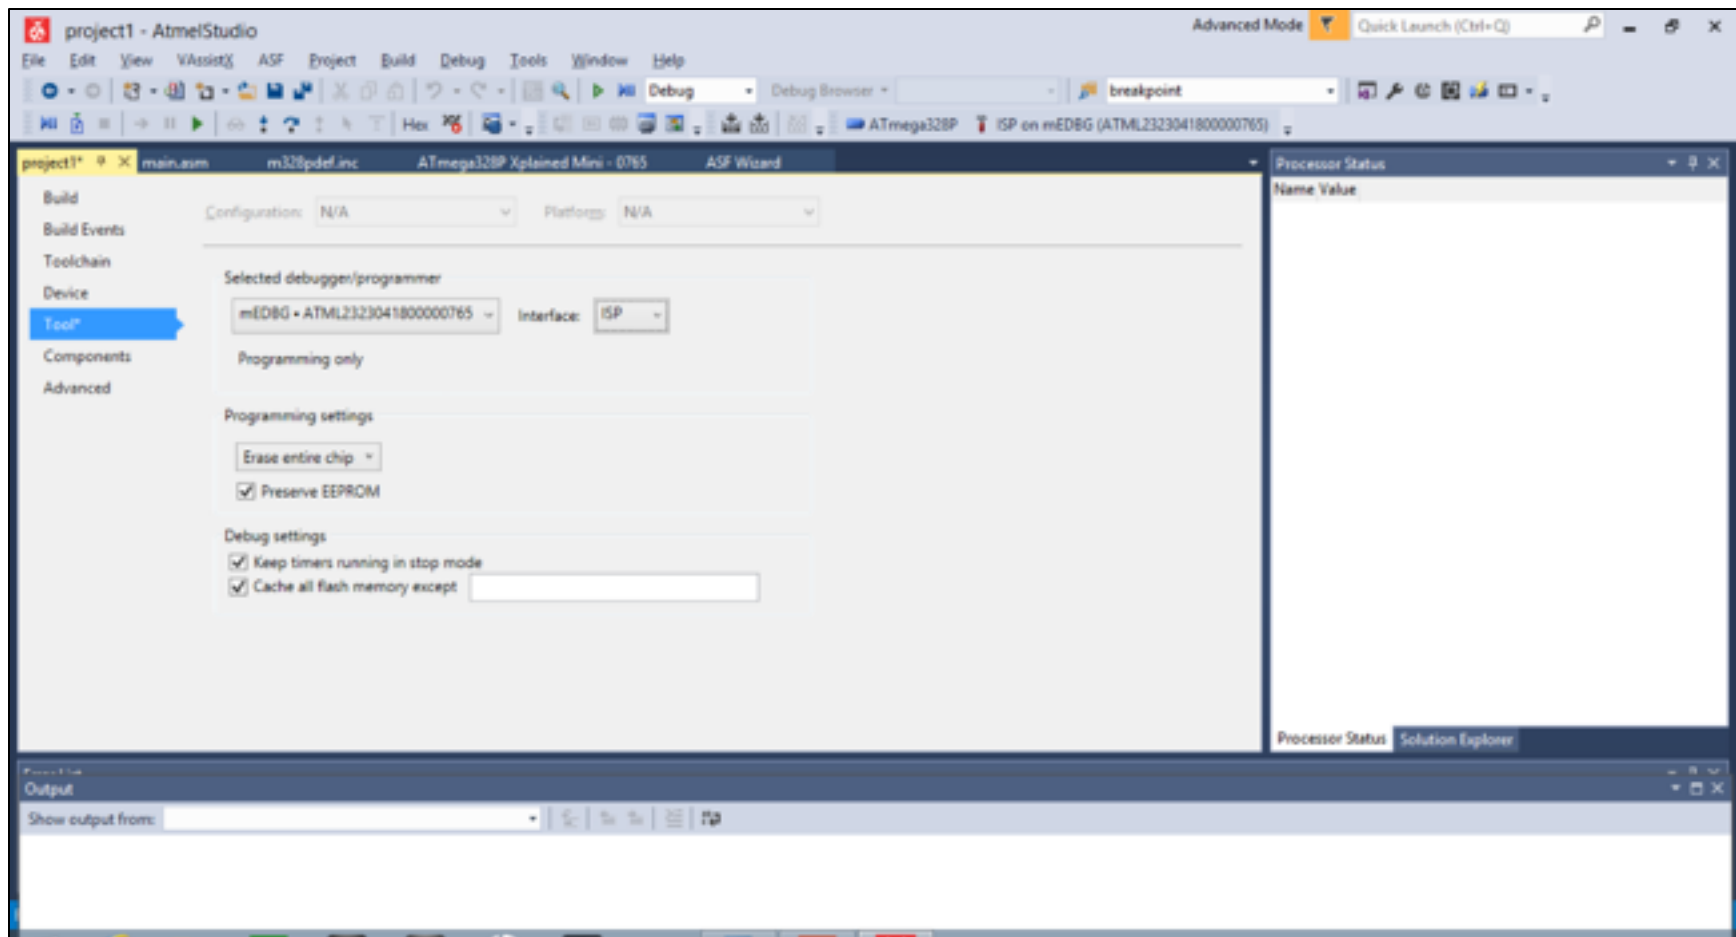 project1 - AtmelStudio
Advanced Mode
Quick Launch (Ctrl+Q)
File Edit View VAssistX ASF Project Build Debug Tools Window Help
Debug
Debug Browser
breakpoint
Hex
ATmega328P
ISP on mEDBG (ATML2323041800000765)
project1*
main.asm
m328pdef.inc
ATmega328P Xplained Mini - 0765
ASF Wizard
Processor Status
Name Value
Build
Build Events
Toolchain
Device
Tool*
Components
Advanced
Configuration: N/A
Platform: N/A
Selected debugger/programmer
mEDBG • ATML2323041800000765
Interface: ISP
Programming only
Programming settings
Erase entire chip
Preserve EEPROM
Debug settings
Keep timers running in stop mode
Cache all flash memory except
Processor Status
Solution Explorer
Error List
Output
Show output from: